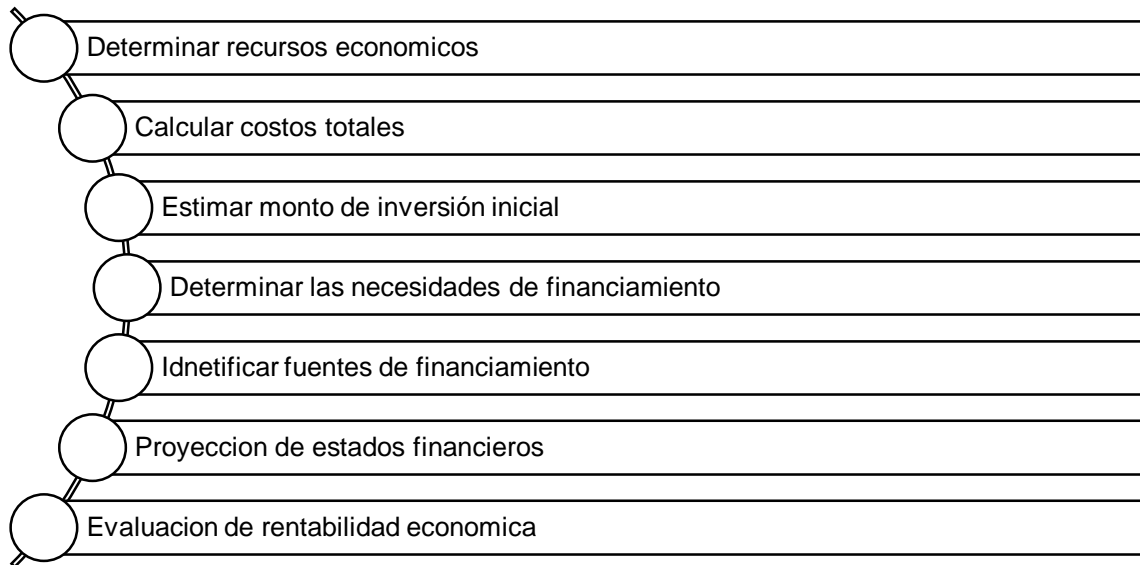 Determinar recursos economicos
Calcular costos totales
Estimar monto de inversión inicial
Determinar las necesidades de financiamiento
Idnetificar fuentes de financiamiento
Proyeccion de estados financieros
Evaluacion de rentabilidad economica